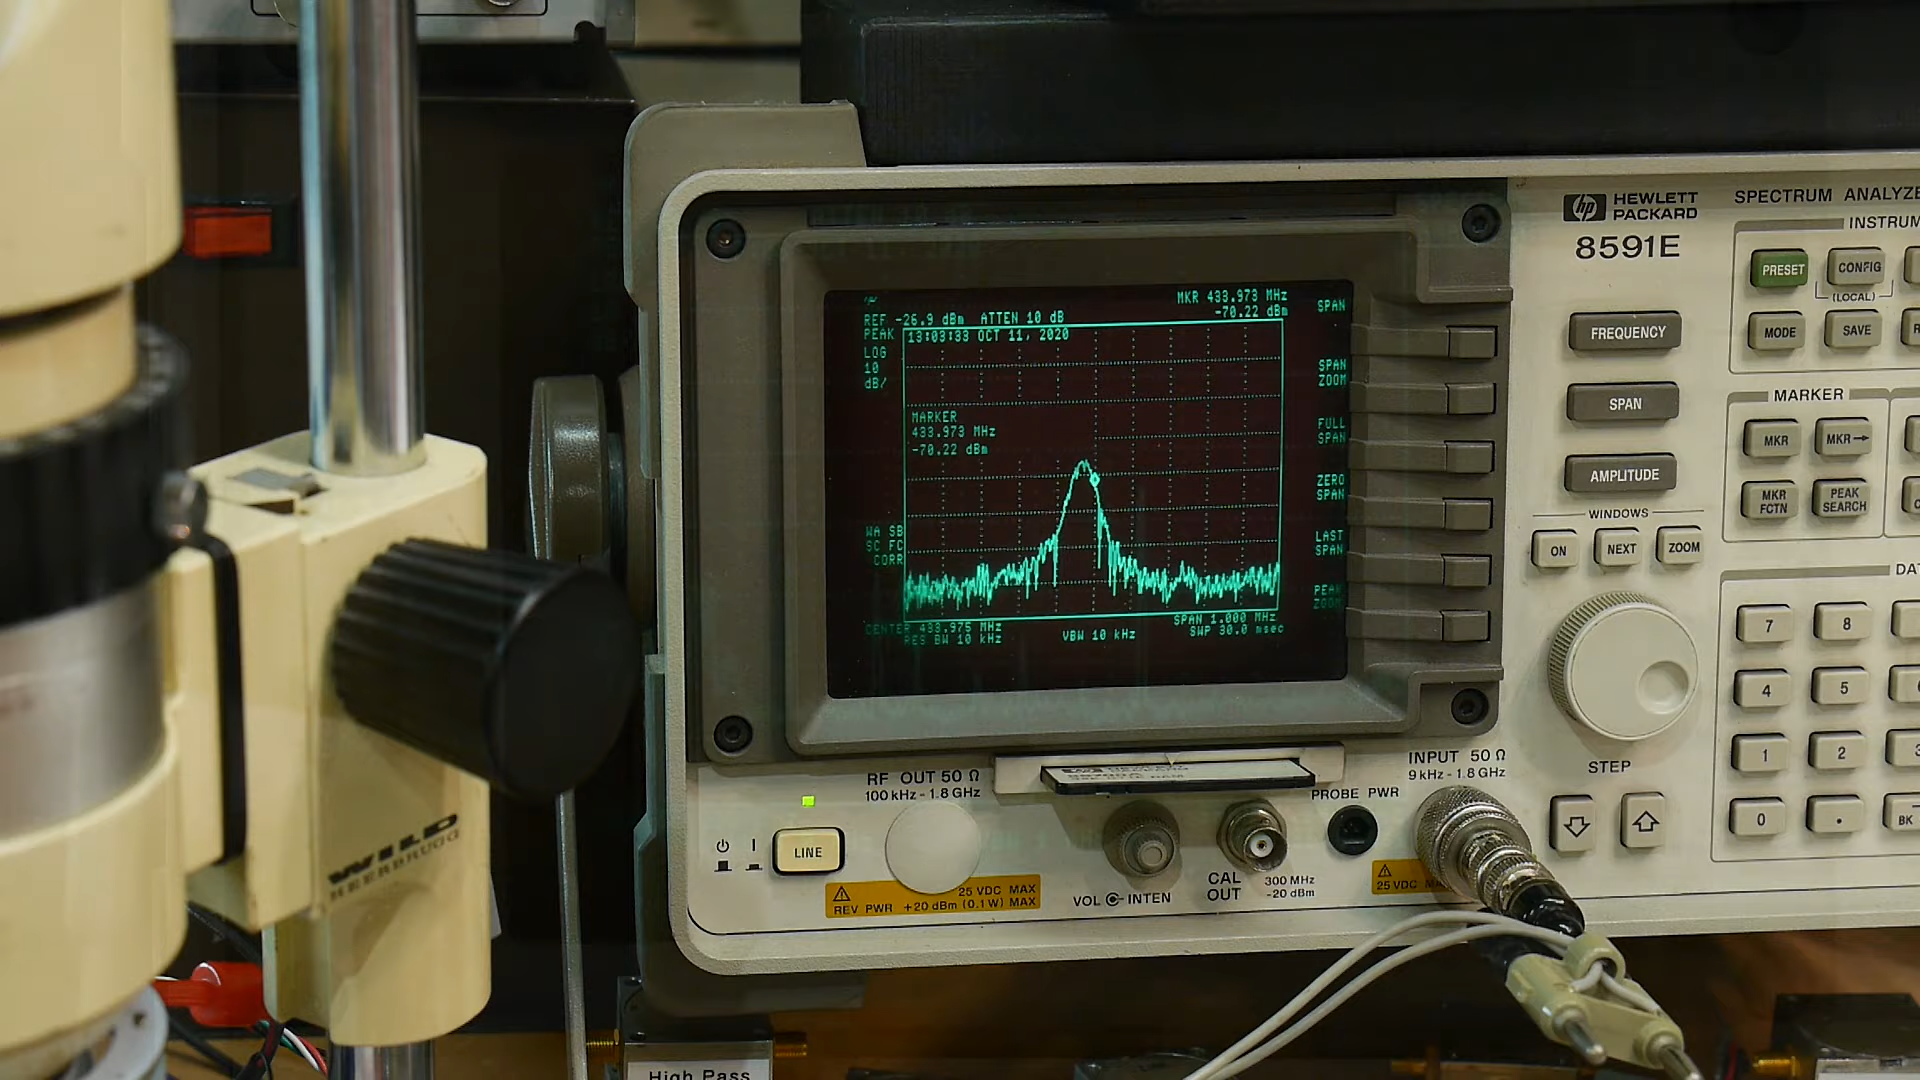 HEWLETT
PACKARD
8591E
SPECTRUM ANALYZE
INSTRUM
PRESET
CONFIG
(LOCAL)
MODE
SAVE
FREQUENCY
SPAN
AMPLITUDE
MARKER
MKR
MKR→
MKR
FCTN
PEAK
SEARCH
WINDOWS
ON
NEXT
ZOOM
DAT
7
8
4
5
1
2
3
0
.
BK
STEP
MKR 433.973 MHz
-70.22 dBm
REF -26.9 dBm ATTEN 10 dB
PEAK
LOG
10
dB/
13:03:33 OCT 11, 2020
MARKER
433.973 MHz
-70.22 dBm
WA SB
SC FC
CORR
CENTER 433.975 MHz
RES BW 10 kHz
VBW 10 kHz
SPAN 1.000 MHz
SWP 30.0 msec
SPAN
SPAN
ZOOM
FULL
SPAN
ZERO
SPAN
LAST
SPAN
PEAK
ZOOM
RF OUT 50 Ω
100 kHz - 1.8 GHz
INPUT 50 Ω
9 kHz - 1.8 GHz
PROBE PWR
LINE
25 VDC MAX
REV PWR +20 dBm (0.1 W) MAX
VOL INTEN
CAL
OUT
300 MHz
-20 dBm
25 VDC MA
WILD
HEERBRUGG
High Pass